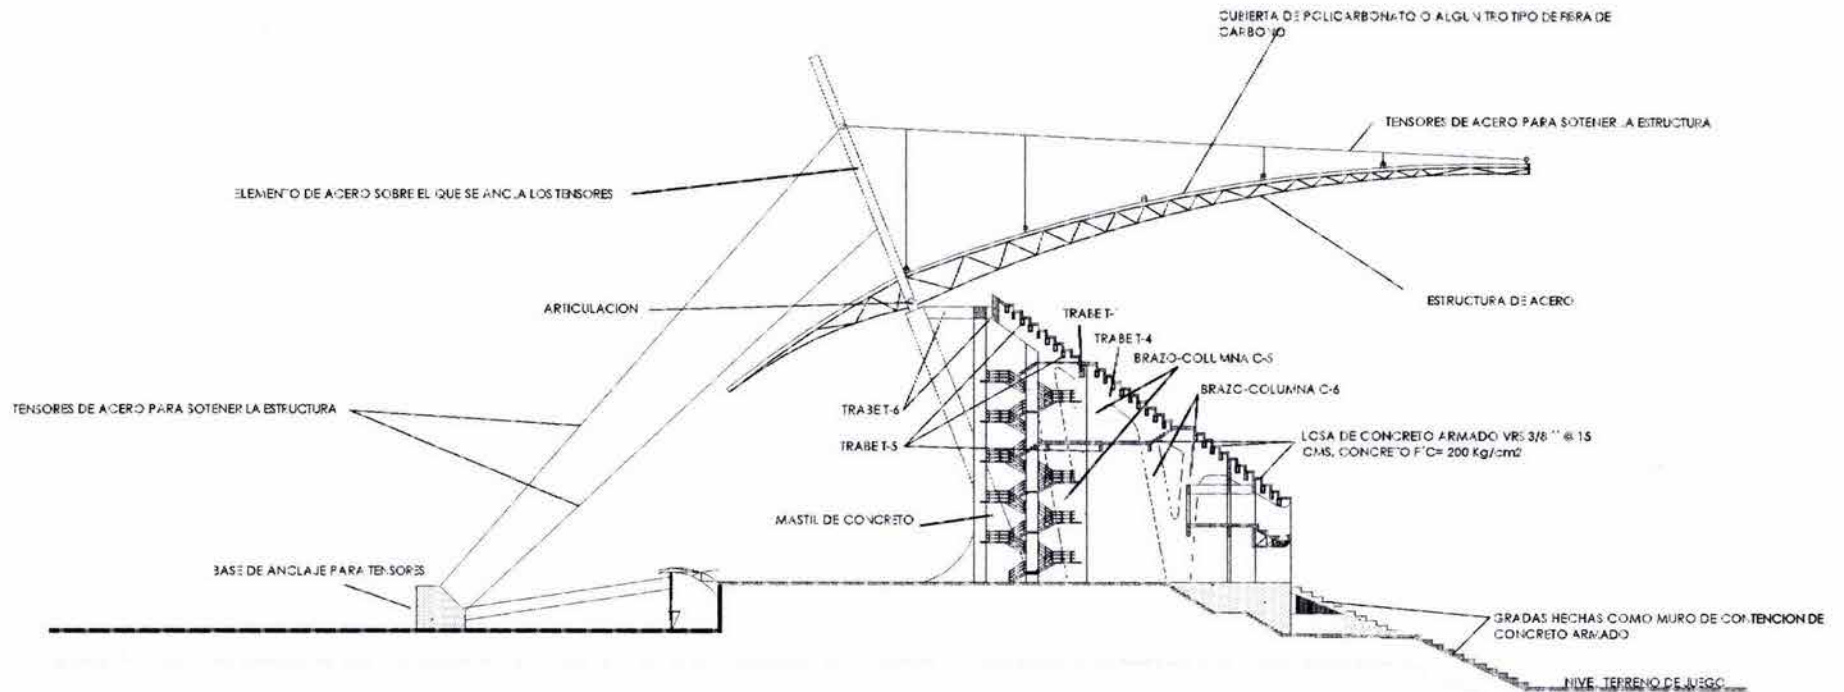 CUBIERTA DE POLICARBONATO O ALGUN TRO TIPO DE FIBRA DE
CARBONO
TENSORES DE ACERO PARA SOTENER LA ESTRUCTURA
ELEMENTO DE ACERO SOBRE EL QUE SE ANCLA LOS TENSORES
ARTICULACION
ESTRUCTURA DE ACERO
TRABE T-
TRABE T-4
BRAZO-COLUMNA C-5
BRAZO-COLUMNA C-6
TENSORES DE ACERO PARA SOTENER LA ESTRUCTURA
TRABE T-6
TRABE T-5
LOSA DE CONCRETO ARMADO VRS 3/8 '' @ 15
CMS, CONCRETO F´C= 200 Kg/cm2
MASTIL DE CONCRETO
BASE DE ANCLAJE PARA TENSORES
GRADAS HECHAS COMO MURO DE CONTENCION DE
CONCRETO ARMADO
NIVEL TERRENO DE JUEGO